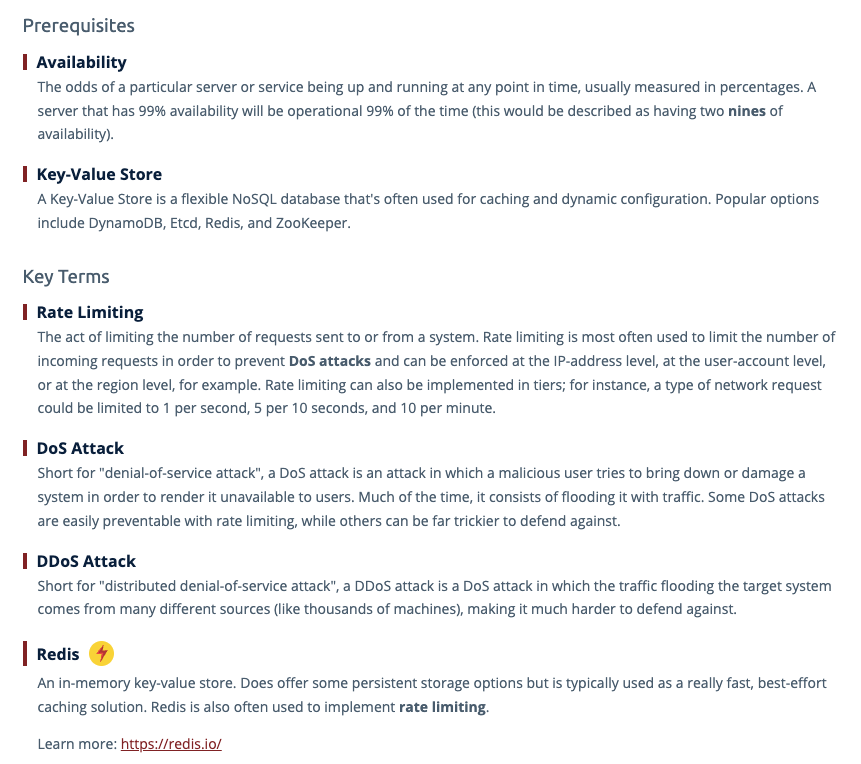 Prerequisites
Availability
The odds of a particular server or service being up and running at any point in time, usually measured in percentages. A
server that has 99% availability will be operational 99% of the time (this would be described as having two nines of
availability).
Key-Value Store
A Key-Value Store is a flexible NoSQL database that's often used for caching and dynamic configuration. Popular options
include DynamoDB, Etcd, Redis, and ZooKeeper.
Key Terms
Rate Limiting
The act of limiting the number of requests sent to or from a system. Rate limiting is most often used to limit the number of
incoming requests in order to prevent DoS attacks and can be enforced at the IP-address level, at the user-account level,
or at the region level, for example. Rate limiting can also be implemented in tiers; for instance, a type of network request
could be limited to 1 per second, 5 per 10 seconds, and 10 per minute.
DoS Attack
Short for "denial-of-service attack", a DoS attack is an attack in which a malicious user tries to bring down or damage a
system in order to render it unavailable to users. Much of the time, it consists of flooding it with traffic. Some DoS attacks
are easily preventable with rate limiting, while others can be far trickier to defend against.
DDoS Attack
Short for "distributed denial-of-service attack", a DDoS attack is a DoS attack in which the traffic flooding the target system
comes from many different sources (like thousands of machines), making it much harder to defend against.
Redis
An in-memory key-value store. Does offer some persistent storage options but is typically used as a really fast, best-effort
caching solution. Redis is also often used to implement rate limiting.
Learn more: https://redis.io/